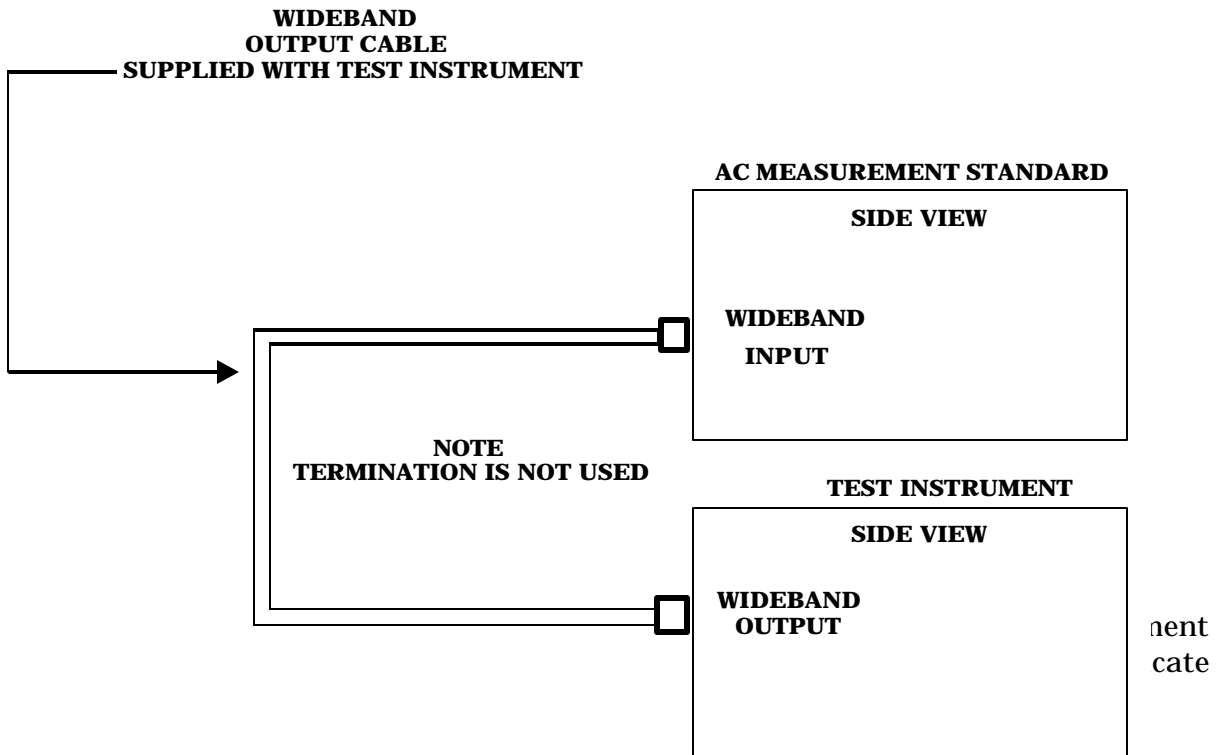 WIDEBAND
OUTPUT CABLE
SUPPLIED WITH TEST INSTRUMENT
AC MEASUREMENT STANDARD
SIDE VIEW
WIDEBAND
INPUT
NOTE
TERMINATION IS NOT USED
TEST INSTRUMENT
SIDE VIEW
WIDEBAND
OUTPUT
cate